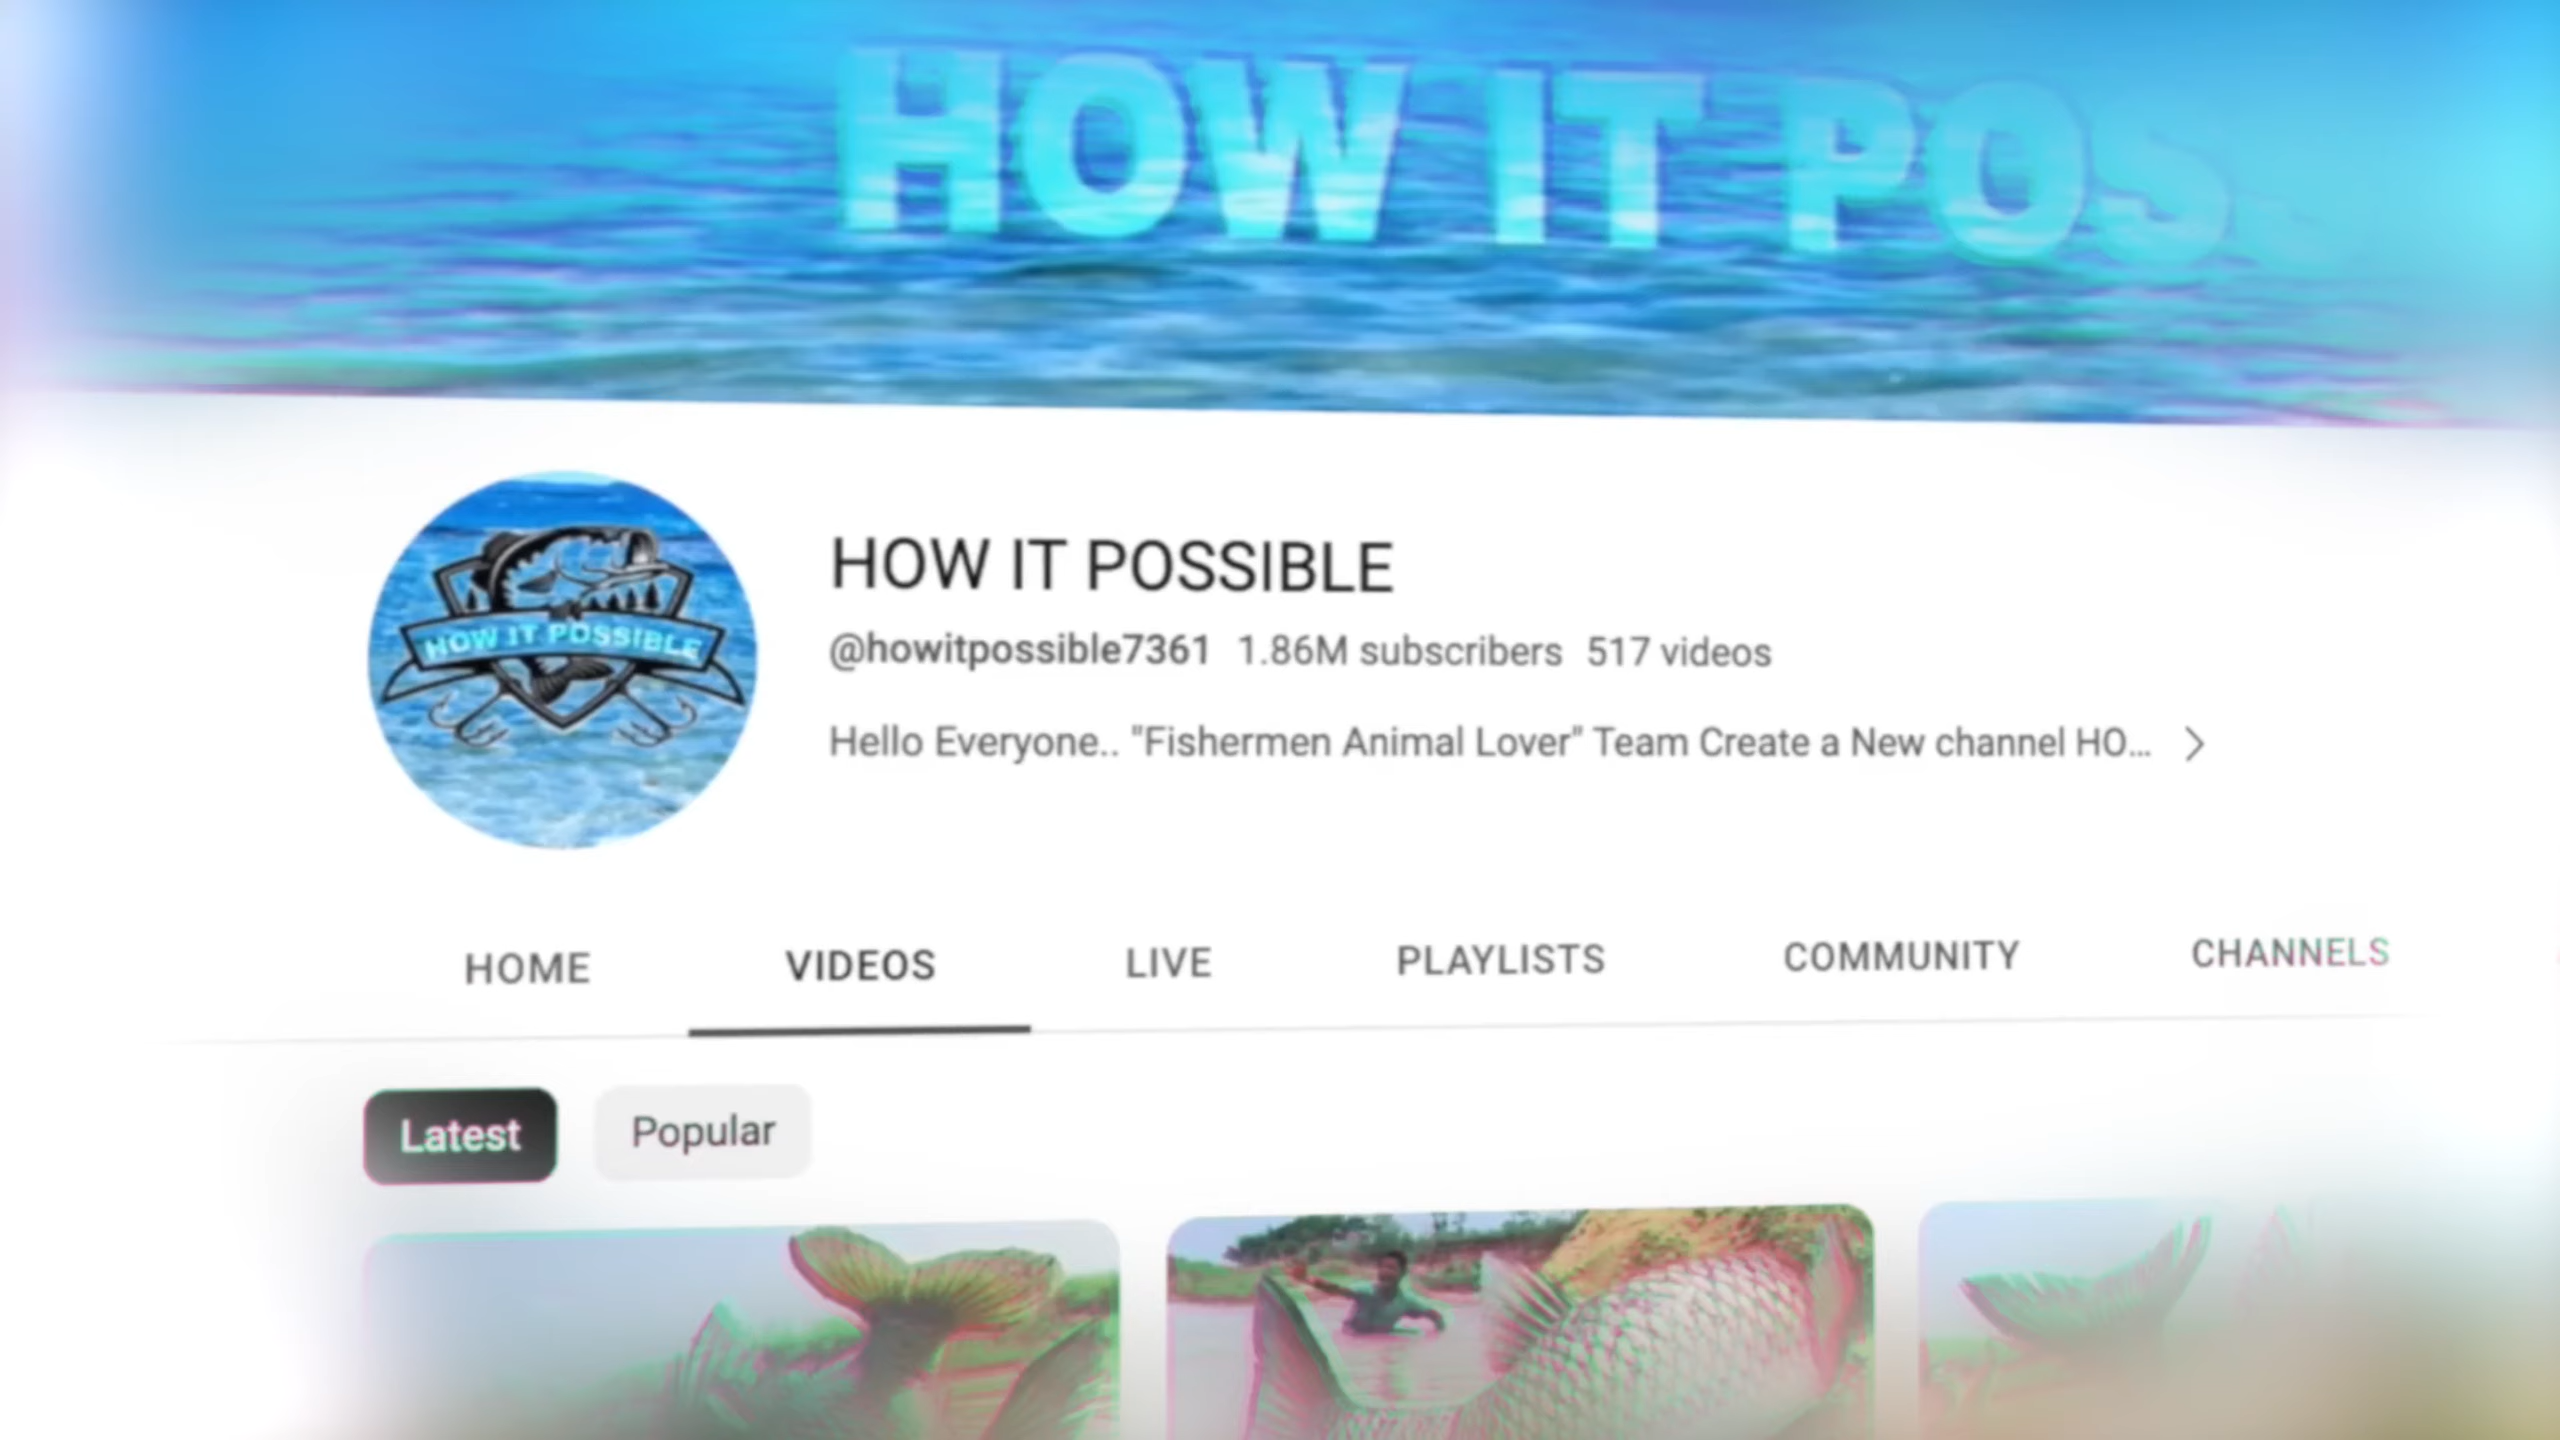 HOW IT POS
HOW IT POSSIBLE
HOW IT POSSIBLE
@howitpossible7361 1.86M subscribers 517 videos
Hello Everyone.. "Fishermen Animal Lover" Team Create a New channel HO...
HOME VIDEOS LIVE PLAYLISTS COMMUNITY CHANNELS
Latest Popular